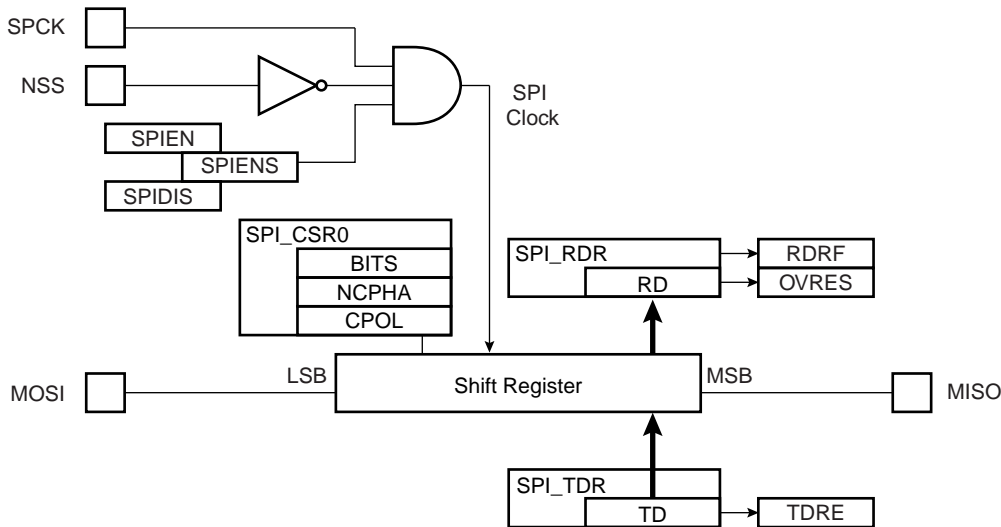 SPCK
NSS
SPI
Clock
SPIEN
SPIENS
SPIDIS
SPI_CSR0
BITS
NCPHA
CPOL
SPI_RDR
RD
RDRF
OVRES
MOSI
LSB
Shift Register
MSB
MISO
SPI_TDR
TD
TDRE